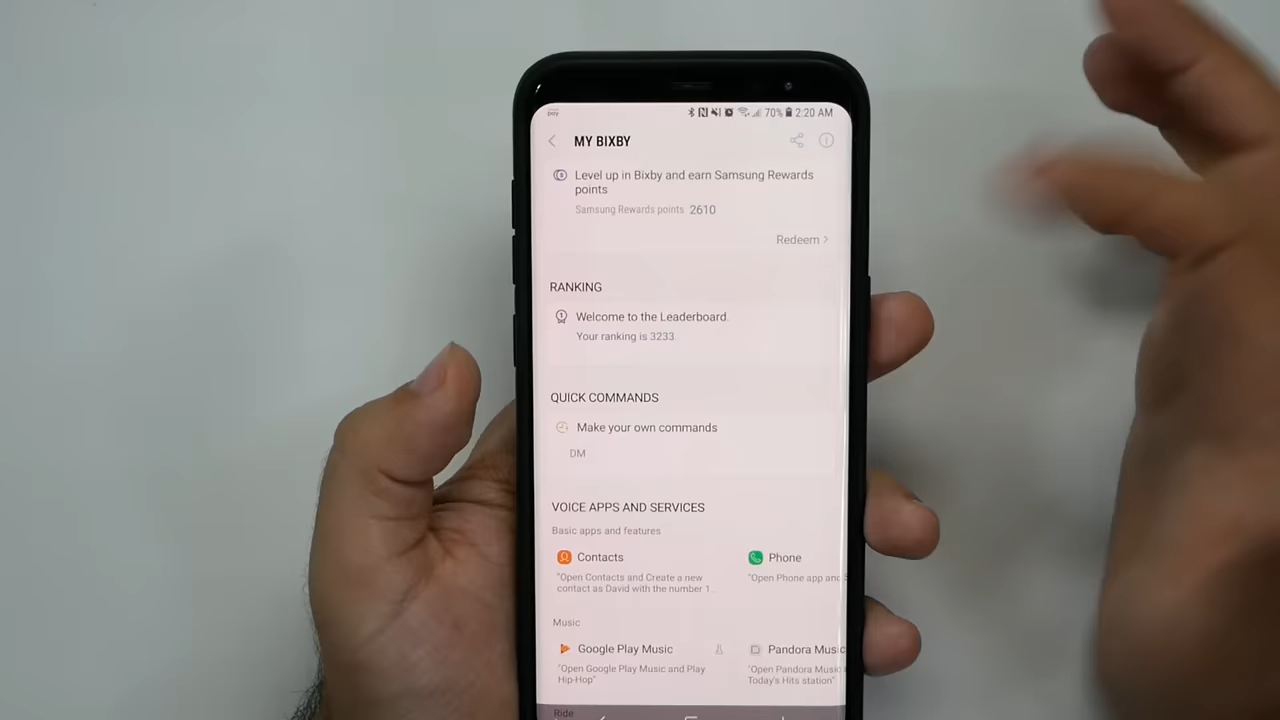 pay
70% 2:20 AM
MY BIXBY
Level up in Bixby and earn Samsung Rewards
points
Samsung Rewards points 2610
Redeem >
RANKING
Welcome to the Leaderboard.
Your ranking is 3233
QUICK COMMANDS
Make your own commands
DM
VOICE APPS AND SERVICES
Basic apps and features
Contacts
"Open Contacts and Create a new
contact as David with the number 1...
Phone
"Open Phone app and
Music
Google Play Music
"Open Google Play Music and Play
Hip-Hop"
Pandora Music
"Open Pandora Music
Today's Hits station"
Ride